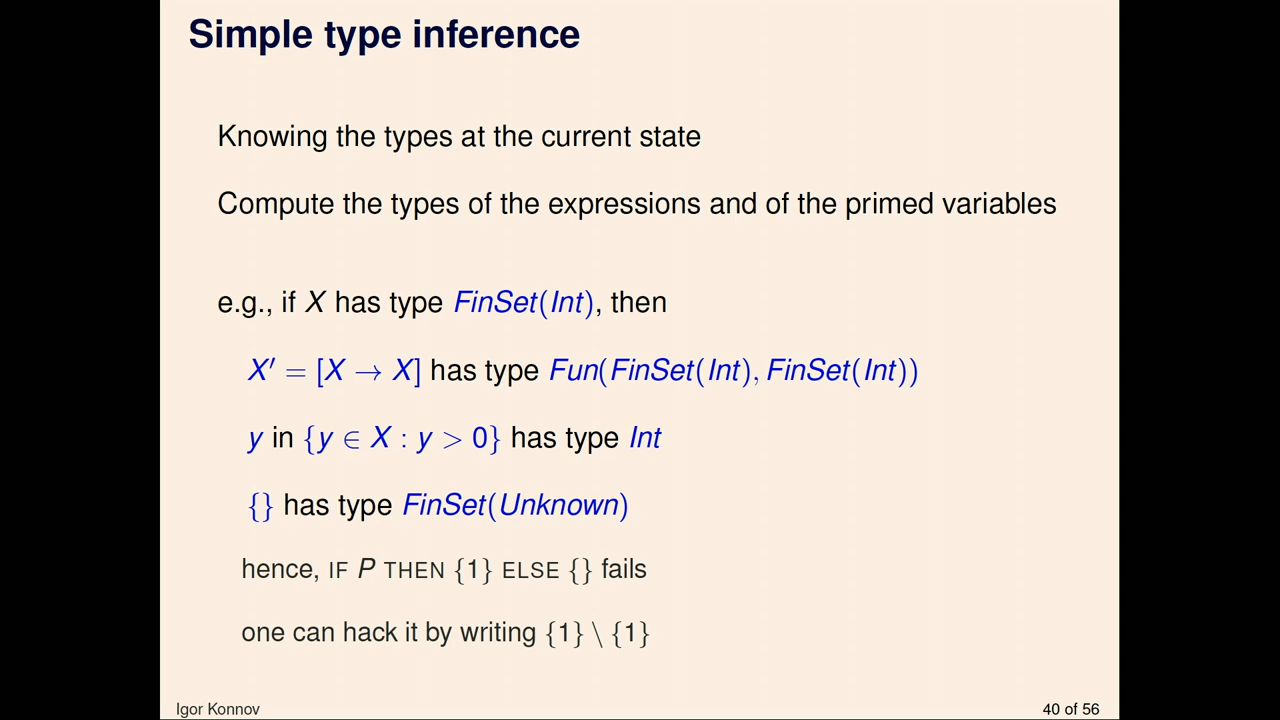 Simple type inference
Knowing the types at the current state
Compute the types of the expressions and of the primed variables
e.g., if X has type FinSet(Int), then
X′ = [X → X] has type Fun(FinSet(Int), FinSet(Int))
y in {y ∈ X : y > 0} has type Int
{} has type FinSet(Unknown)
hence, IF P THEN {1} ELSE {} fails
one can hack it by writing {1} \ {1}
Igor Konnov
40 of 56